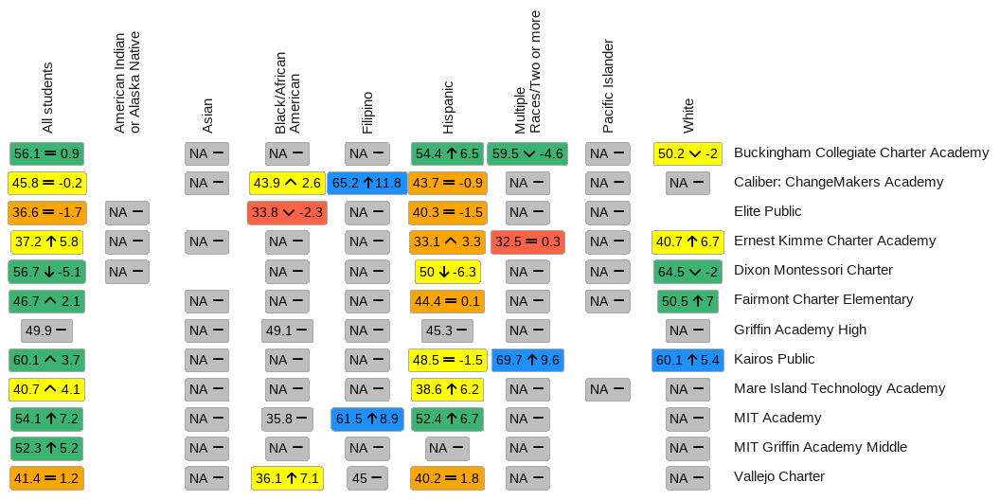 All students
American Indian
or Alaska Native
Asian
Black/African
American
Filipino
Hispanic
Multiple
Races/Two or more
Pacific Islander
White
56.1 = 0.9 NA – NA – NA – 54.4 ↑ 6.5 59.5 ﹀ -4.6 NA – 50.2 ﹀ -2 Buckingham Collegiate Charter Academy
45.8 = -0.2 NA – 43.9 ︿ 2.6 65.2 ↑ 11.8 43.7 = -0.9 NA – NA – NA – Caliber: ChangeMakers Academy
36.6 = -1.7 NA – 33.8 ﹀ -2.3 NA – 40.3 = -1.5 NA – NA – Elite Public
37.2 ↑ 5.8 NA – NA – NA – NA – 33.1 ︿ 3.3 32.5 = 0.3 NA – 40.7 ↑ 6.7 Ernest Kimme Charter Academy
56.7 ↓ -5.1 NA – NA – NA – 50 ↓ -6.3 NA – NA – 64.5 ﹀ -2 Dixon Montessori Charter
46.7 ︿ 2.1 NA – NA – NA – 44.4 = 0.1 NA – NA – 50.5 ↑ 7 Fairmont Charter Elementary
49.9 – NA – 49.1 – NA – 45.3 – NA – NA – Griffin Academy High
60.1 ︿ 3.7 NA – NA – NA – 48.5 = -1.5 69.7 ↑ 9.6 60.1 ↑ 5.4 Kairos Public
40.7 ︿ 4.1 NA – NA – NA – 38.6 ↑ 6.2 NA – NA – NA – Mare Island Technology Academy
54.1 ↑ 7.2 NA – 35.8 – 61.5 ↑ 8.9 52.4 ↑ 6.7 NA – NA – MIT Academy
52.3 ↑ 5.2 NA – NA – NA – NA – NA – NA – MIT Griffin Academy Middle
41.4 = 1.2 NA – 36.1 ↑ 7.1 45 – 40.2 = 1.8 NA – NA – Vallejo Charter